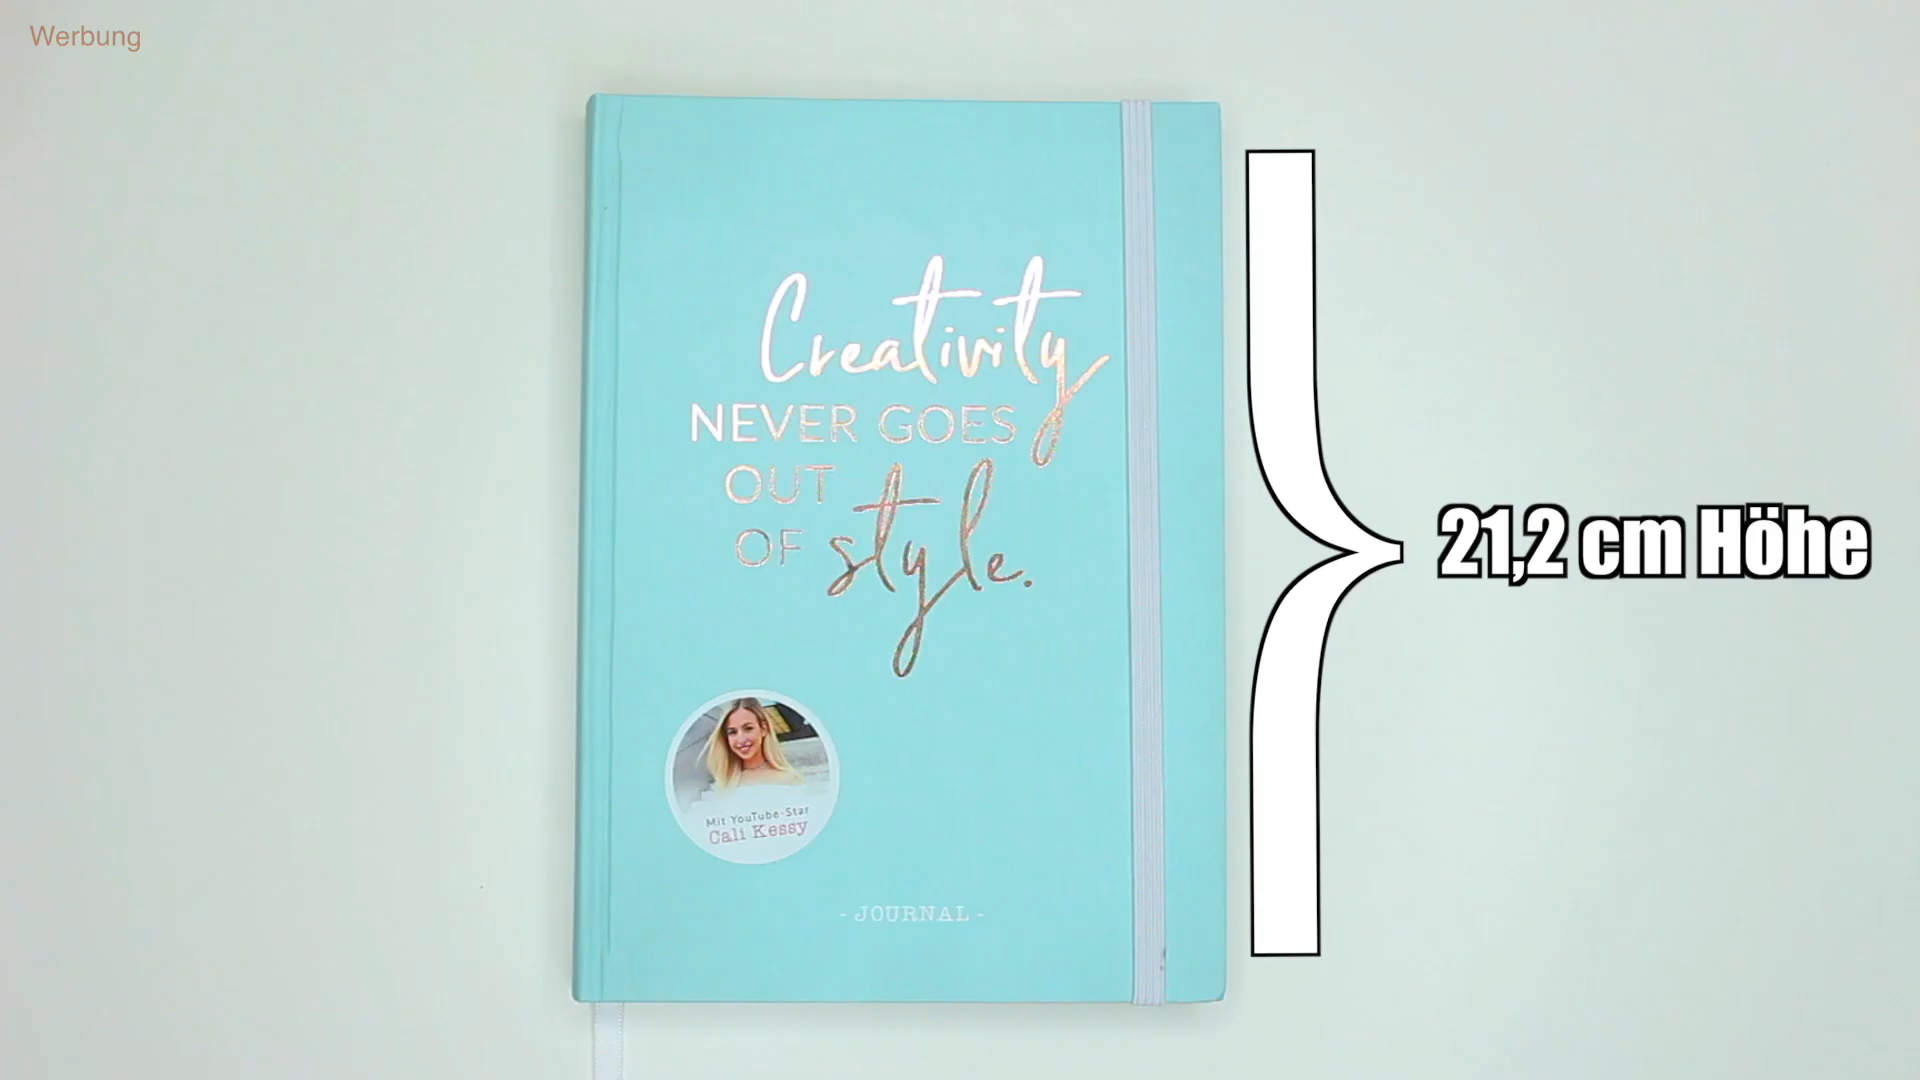 Werbung
Creativity
NEVER GOES
OUT
OF style.
21,2 cm Höhe
Mit YouTube-Star
Cali Kessy
- JOURNAL -